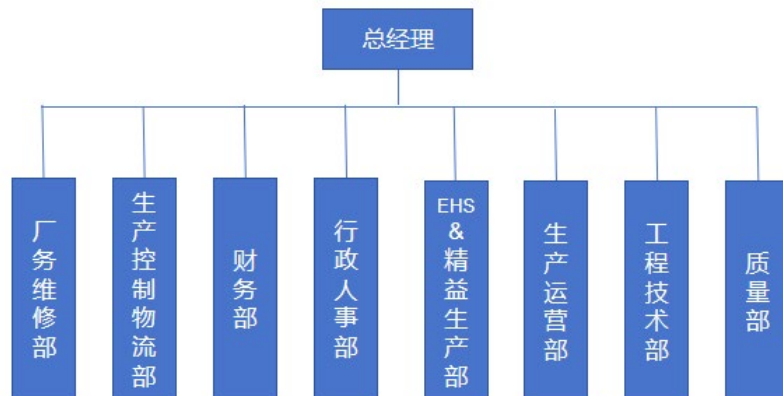 总经理
厂务维修部
生产控制物流部
财务部
行政人事部
EHS
&
精益生产部
生产运营部
工程技术部
质量部